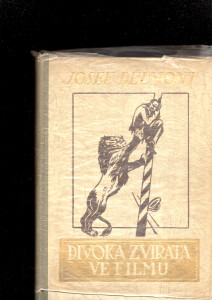 JOSEF DELMONT
DIVOKÁ ZVÍŘATA
VE FILMU